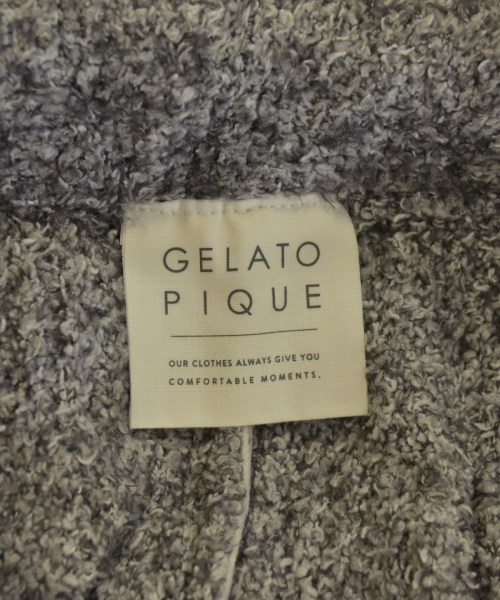 GELATO
PIQUE
OUR CLOTHES ALWAYS GIVE YOU
COMFORTABLE MOMENTS.